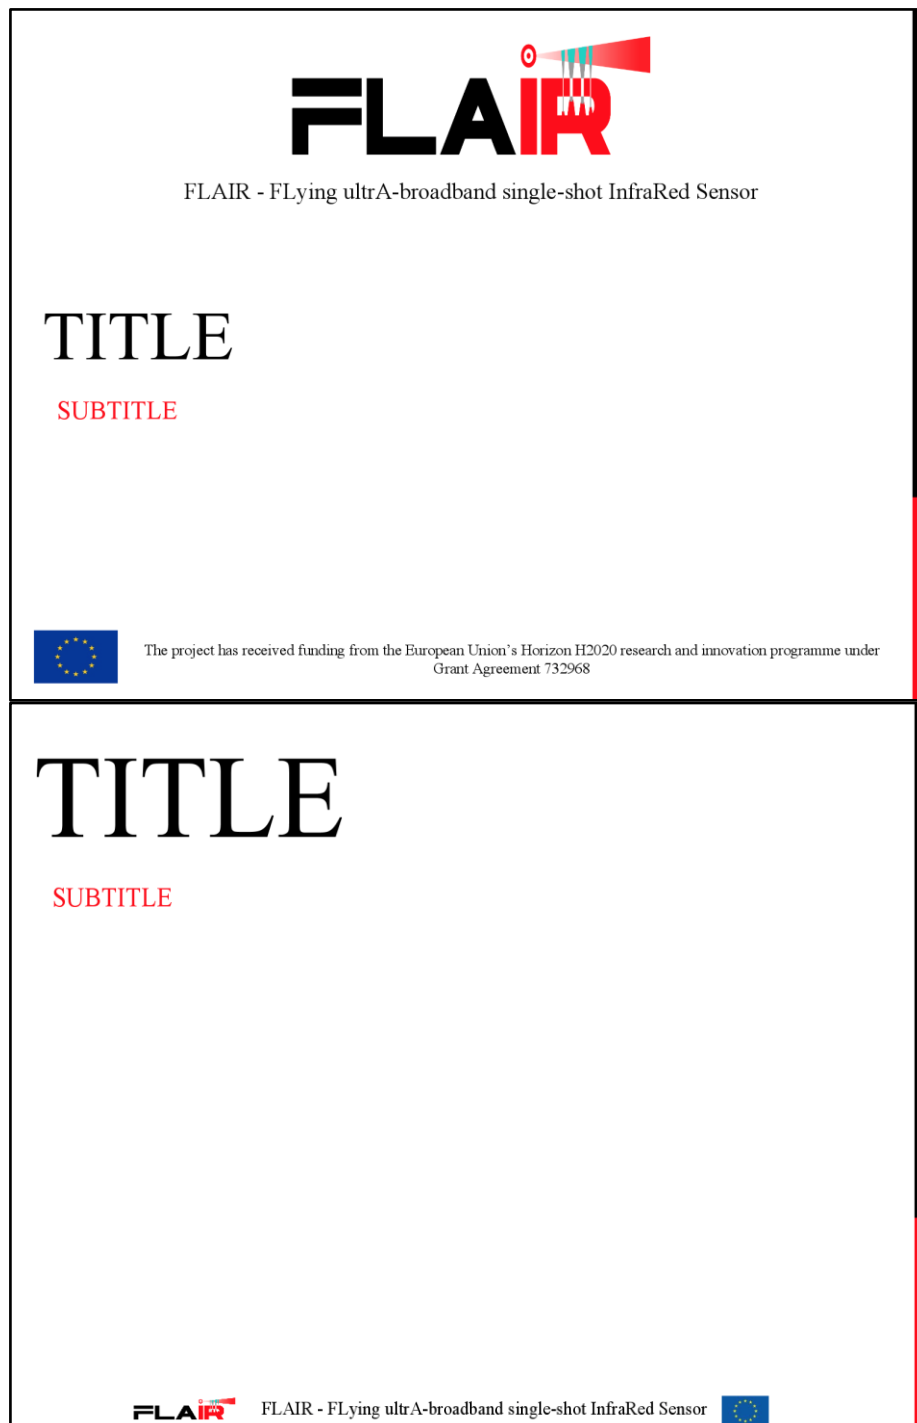 FLAIR
FLAIR - FLying ultrA-broadband single-shot InfraRed Sensor
TITLE
SUBTITLE
The project has received funding from the European Union’s Horizon H2020 research and innovation programme under
Grant Agreement 732968
TITLE
SUBTITLE
FLAIR FLAIR - FLying ultrA-broadband single-shot InfraRed Sensor